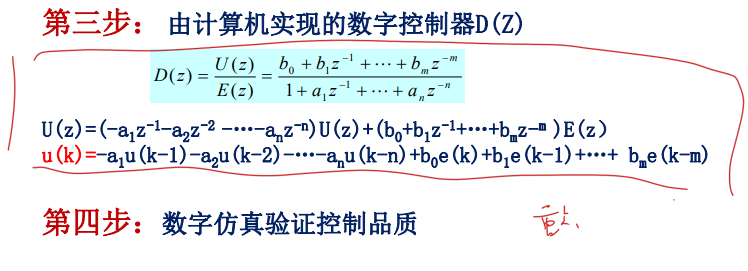 第三步：由计算机实现的数字控制器D(Z)
D(z) = U(z)/E(z) = (b₀ + b₁z⁻¹ + ⋯ + bₘz⁻ᵐ)/(1 + a₁z⁻¹ + ⋯ + aₙz⁻ⁿ)
U(z)=(-a₁z⁻¹-a₂z⁻² -⋯-aₙz⁻ⁿ)U(z)+(b₀+b₁z⁻¹+⋯+bₘz⁻ᵐ )E(z)
u(k)=-a₁u(k-1)-a₂u(k-2)-⋯-aₙu(k-n)+b₀e(k)+b₁e(k-1)+⋯+ bₘe(k-m)
第四步：数字仿真验证控制品质